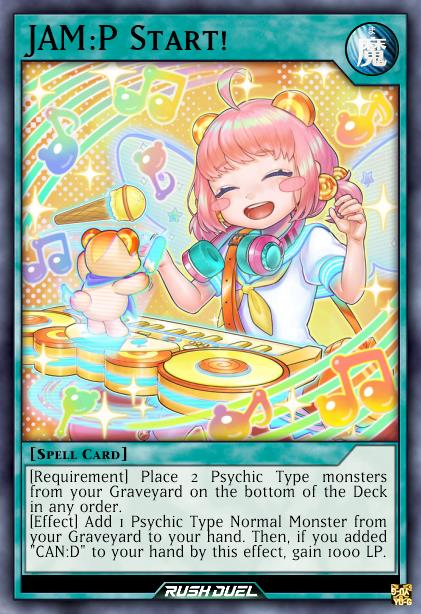 JAM:P Start!
ま
魔
[Spell Card]
[Requirement] Place 2 Psychic Type monsters
from your Graveyard on the bottom of the Deck
in any order.
[Effect] Add 1 Psychic Type Normal Monster from
your Graveyard to your hand. Then, if you added
"CAN:D" to your hand by this effect, gain 1000 LP.
RUSH DUEL